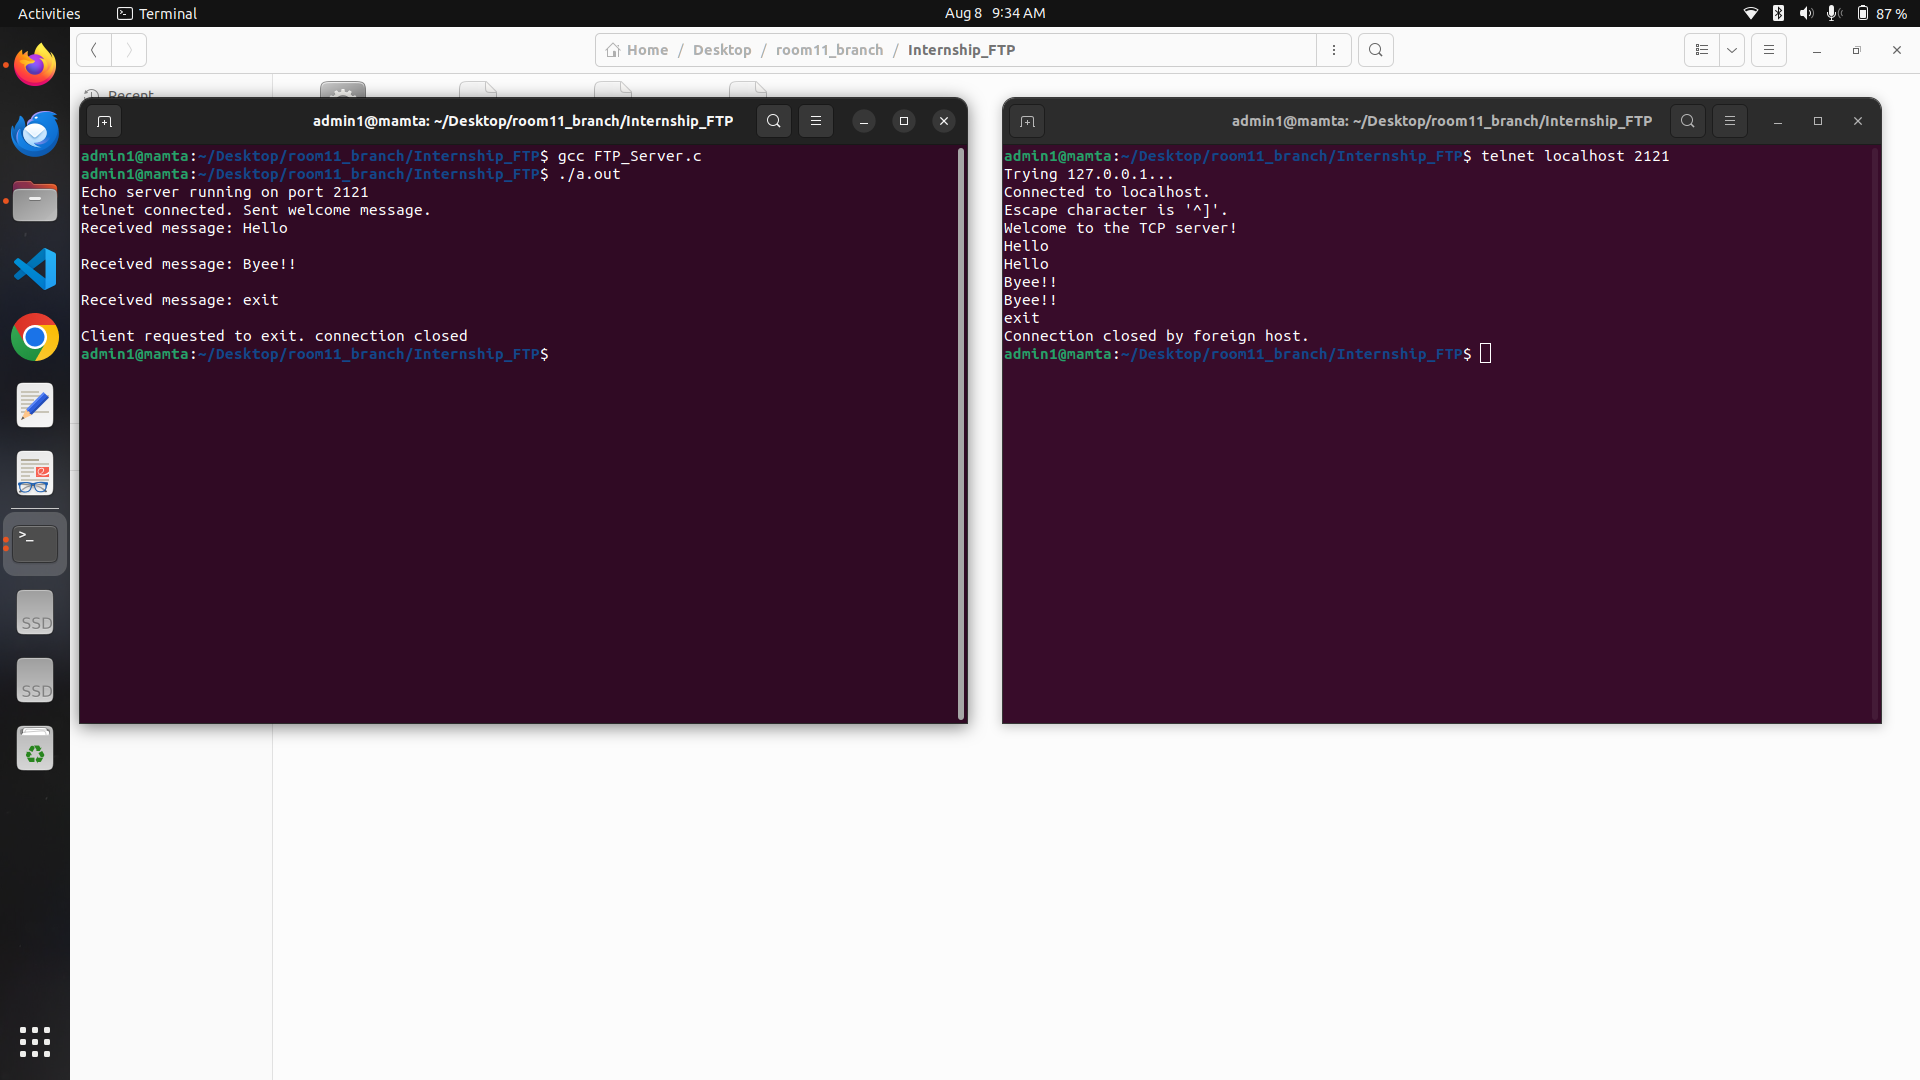 Activities
Terminal
Aug 8 9:34 AM
87 %
Home / Desktop / room11_branch / Internship_FTP
Recent
admin1@mamta: ~/Desktop/room11_branch/Internship_FTP
admin1@mamta:~/Desktop/room11_branch/Internship_FTP$ gcc FTP_Server.c
admin1@mamta:~/Desktop/room11_branch/Internship_FTP$ ./a.out
Echo server running on port 2121
telnet connected. Sent welcome message.
Received message: Hello
Received message: Byee!!
Received message: exit
Client requested to exit. connection closed
admin1@mamta:~/Desktop/room11_branch/Internship_FTP$
admin1@mamta: ~/Desktop/room11_branch/Internship_FTP
admin1@mamta:~/Desktop/room11_branch/Internship_FTP$ telnet localhost 2121
Trying 127.0.0.1...
Connected to localhost.
Escape character is '^]'.
Welcome to the TCP server!
Hello
Hello
Byee!!
Byee!!
exit
Connection closed by foreign host.
admin1@mamta:~/Desktop/room11_branch/Internship_FTP$
>_
SSD
SSD